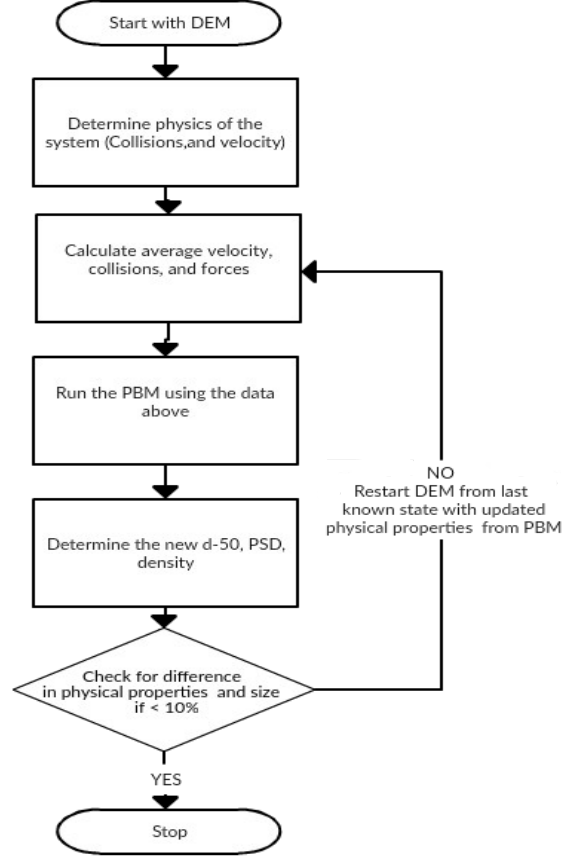 Start with DEM
Determine physics of the
system (Collisions,and velocity)
Calculate average velocity,
collisions, and forces
Run the PBM using the data
above
Determine the new d-50, PSD,
density
NO
Restart DEM from last
known state with updated
physical properties from PBM
Check for difference
in physical properties and size
if < 10%
YES
Stop